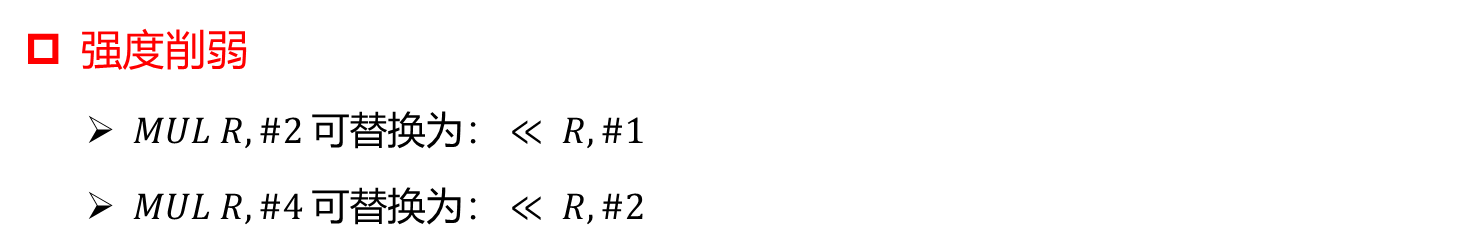 强度削弱
MUL R, #2 可替换为： ≪ R, #1
MUL R, #4 可替换为： ≪ R, #2